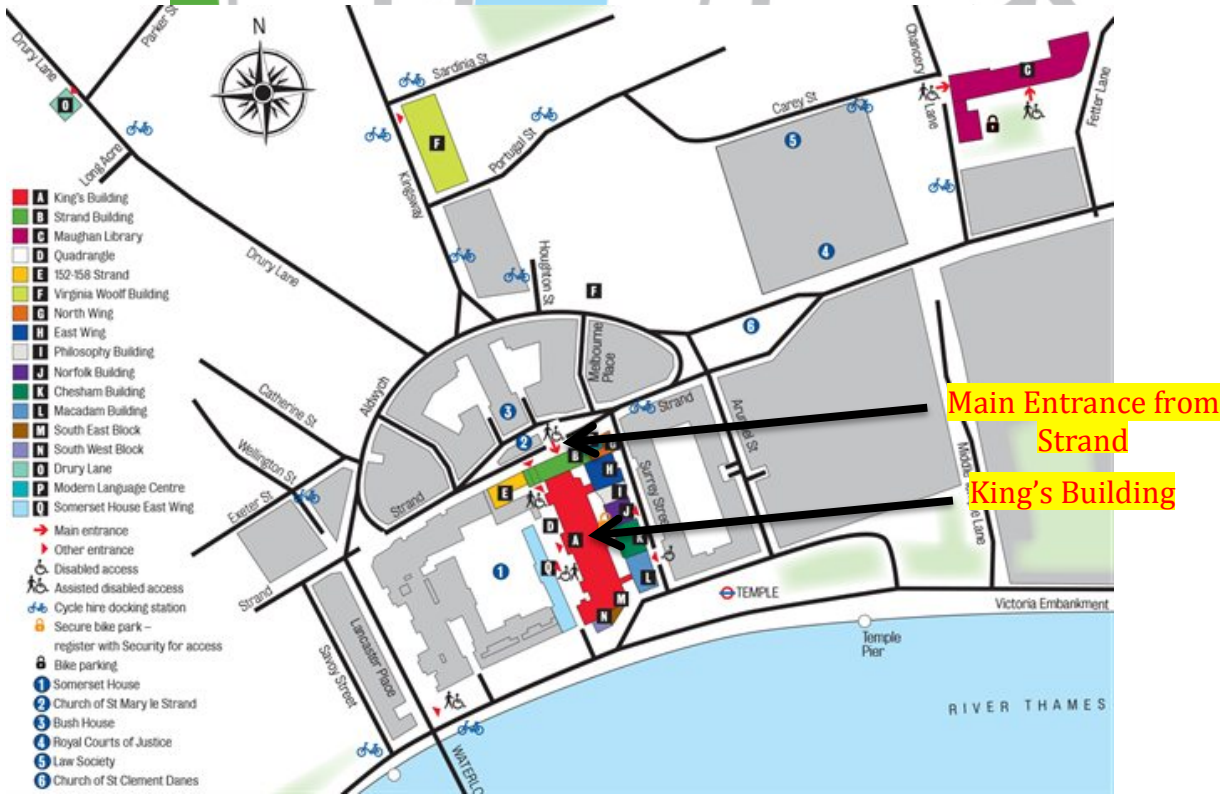 Drury Lane
Parker St
N
Sardinia St
Chancery
Lane
C
Fetter Lane
O
Carey St
5
F
Portugal St
Long Acre
Kingsway
A King's Building
B Strand Building
C Maughan Library
D Quadrangle
E 152-158 Strand
F Virginia Woolf Building
G North Wing
H East Wing
I Philosophy Building
J Norfolk Building
K Chesham Building
L Macadam Building
M South East Block
N South West Block
O Drury Lane
P Modern Language Centre
Q Somerset House East Wing
Main entrance
Other entrance
Disabled access
Assisted disabled access
Cycle hire docking station
Secure bike park –
register with Security for access
Bike parking
1 Somerset House
2 Church of St Mary le Strand
3 Bush House
4 Royal Courts of Justice
5 Law Society
6 Church of St Clement Danes
Drury Lane
Houghton St
F
4
6
Melbourne
Place
Aldwych
Catherine St
Wellington St
Exeter St
3
2
Strand
Arundel St
Main Entrance from
Strand
King's Building
B
G
H
E
I
J
D
A
K
Q
L
M
N
1
Surrey Street
Strand
Strand
Lancaster Place
Savoy Street
TEMPLE
Victoria Embankment
Temple
Pier
RIVER THAMES